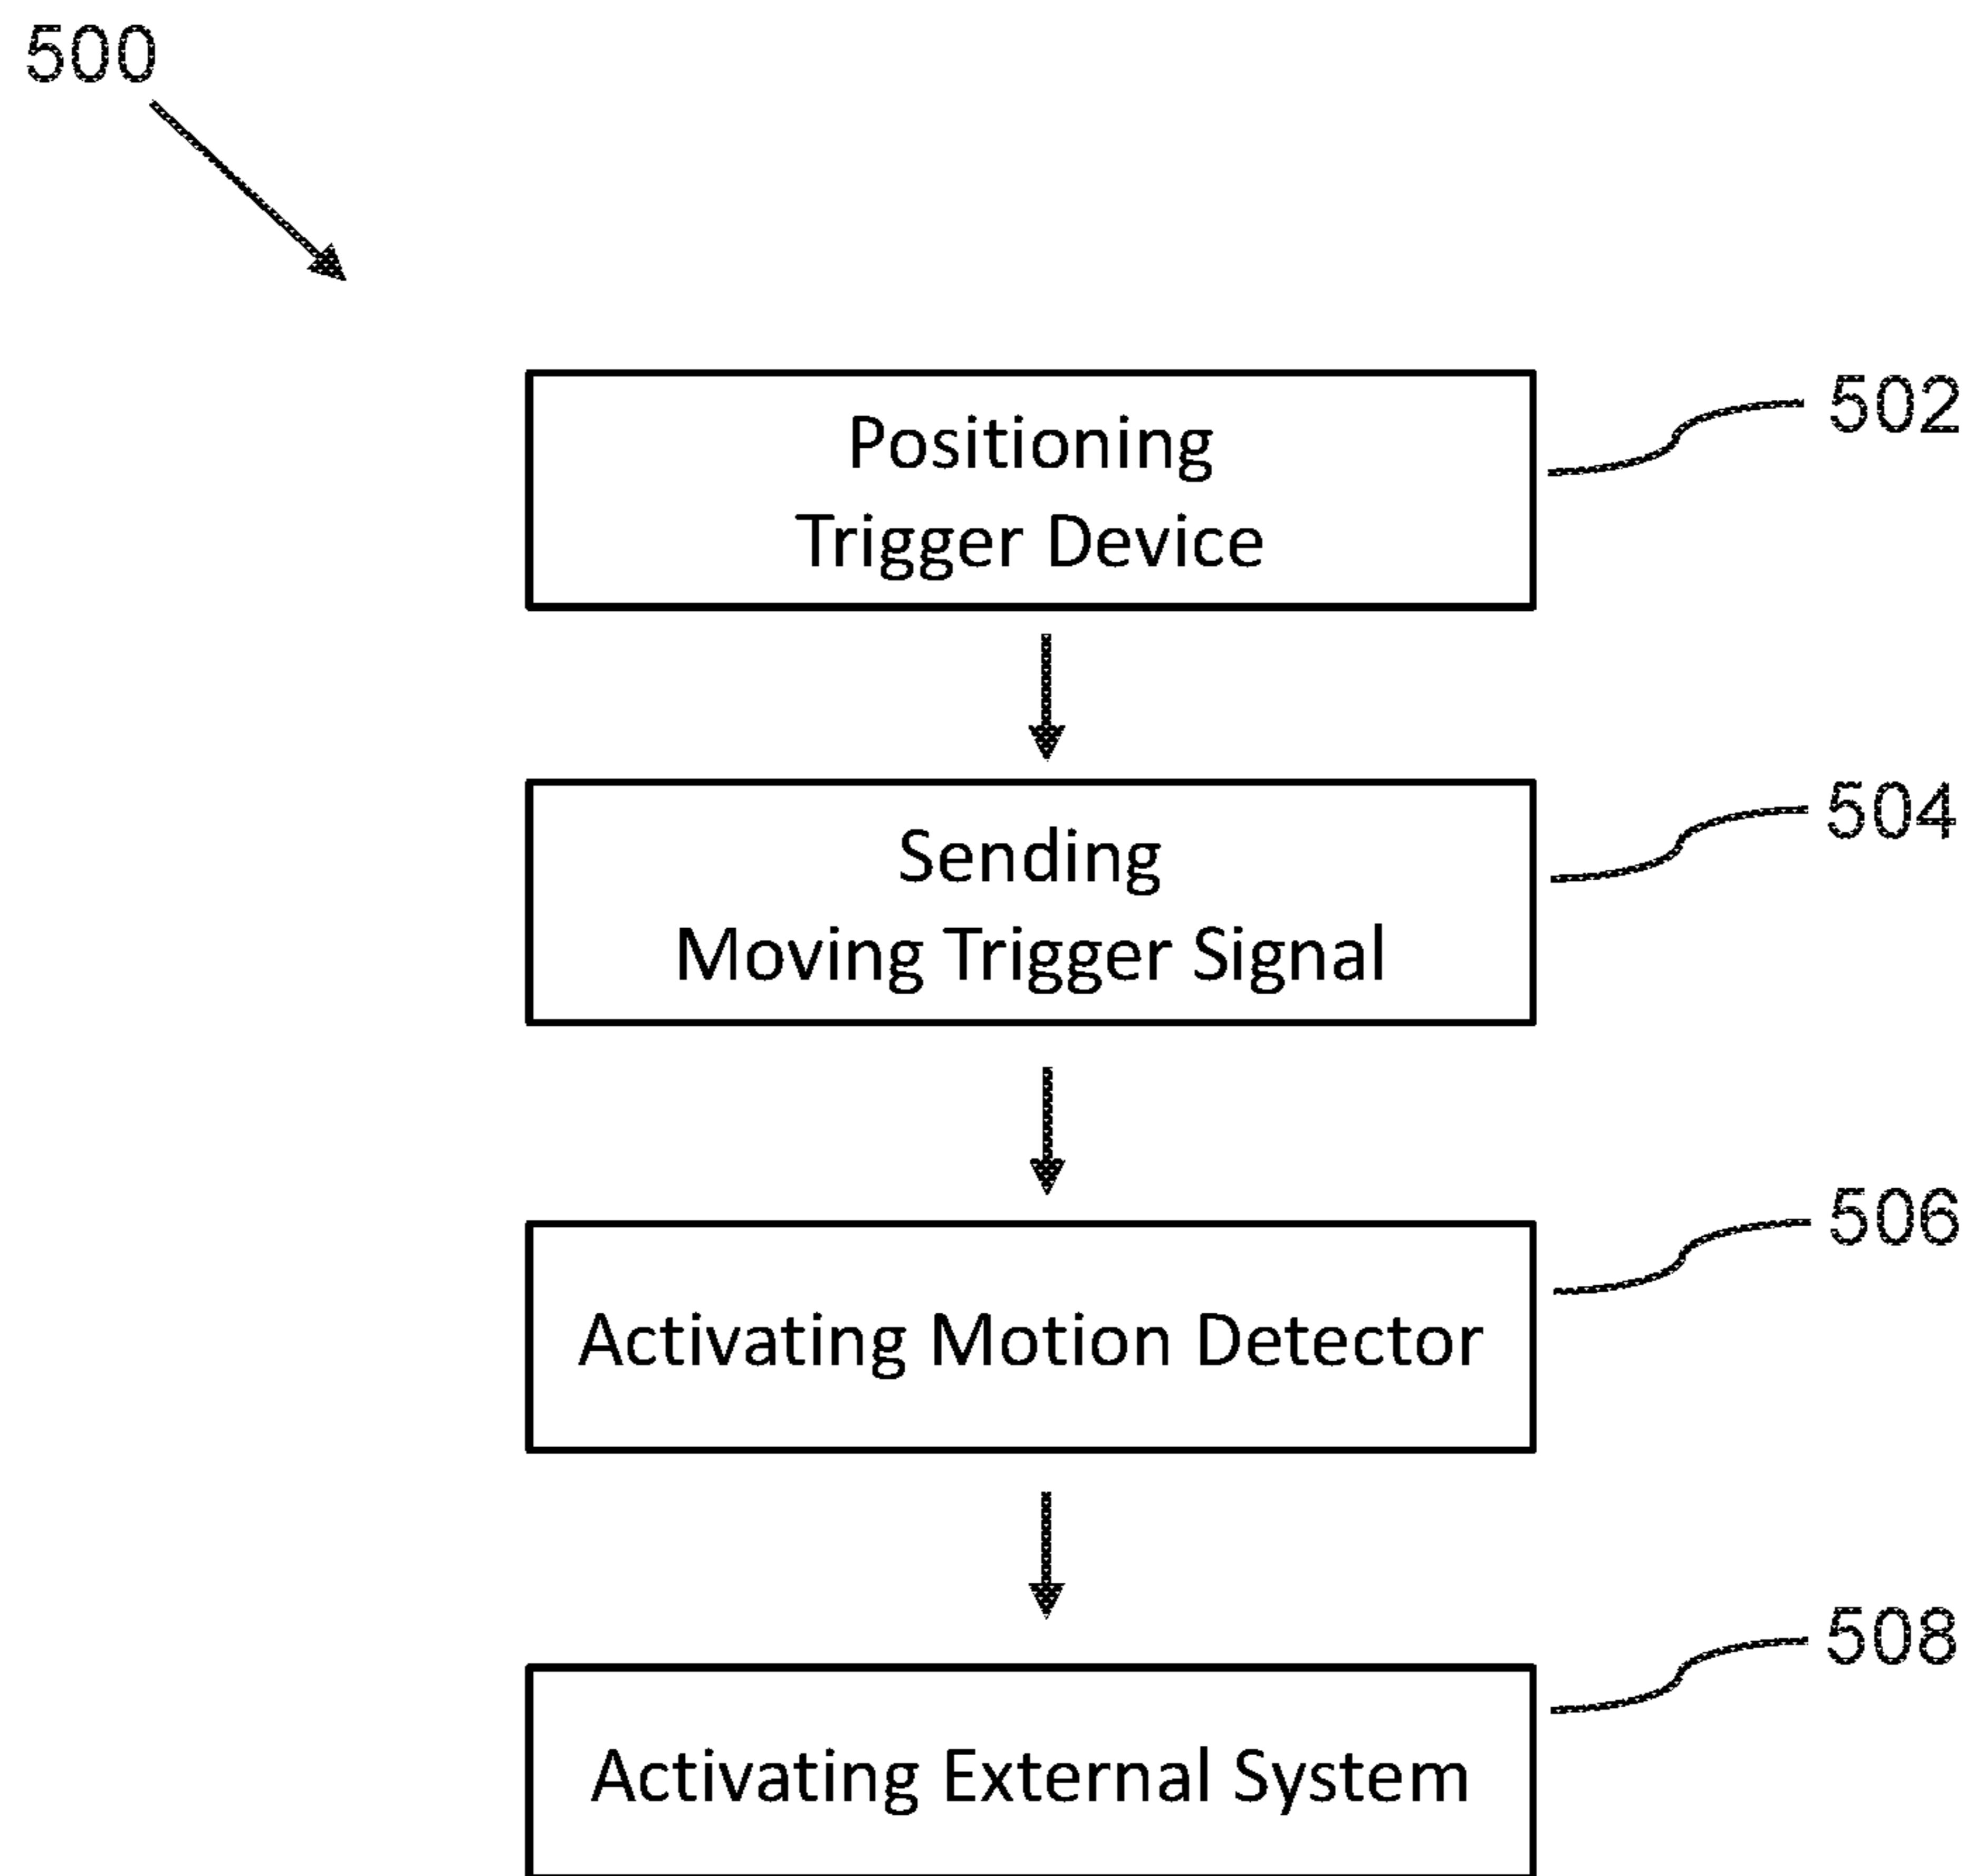 500
Positioning
Trigger Device
502
Sending
Moving Trigger Signal
504
Activating Motion Detector
506
Activating External System
508